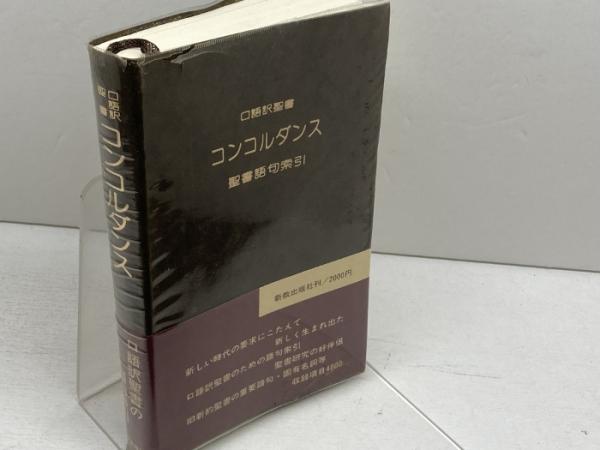 口語訳聖書
コンコルダンス
聖書語句索引
新教出版社刊/2000円
新しい時代の要求にこたえて
新しく生まれ出た
口語訳聖書のための語句索引
聖書研究の好伴侶
旧新約聖書の重要語句・固有名詞等
収録項目4800
口語訳
聖書
コンコルダンス
口語訳聖書の